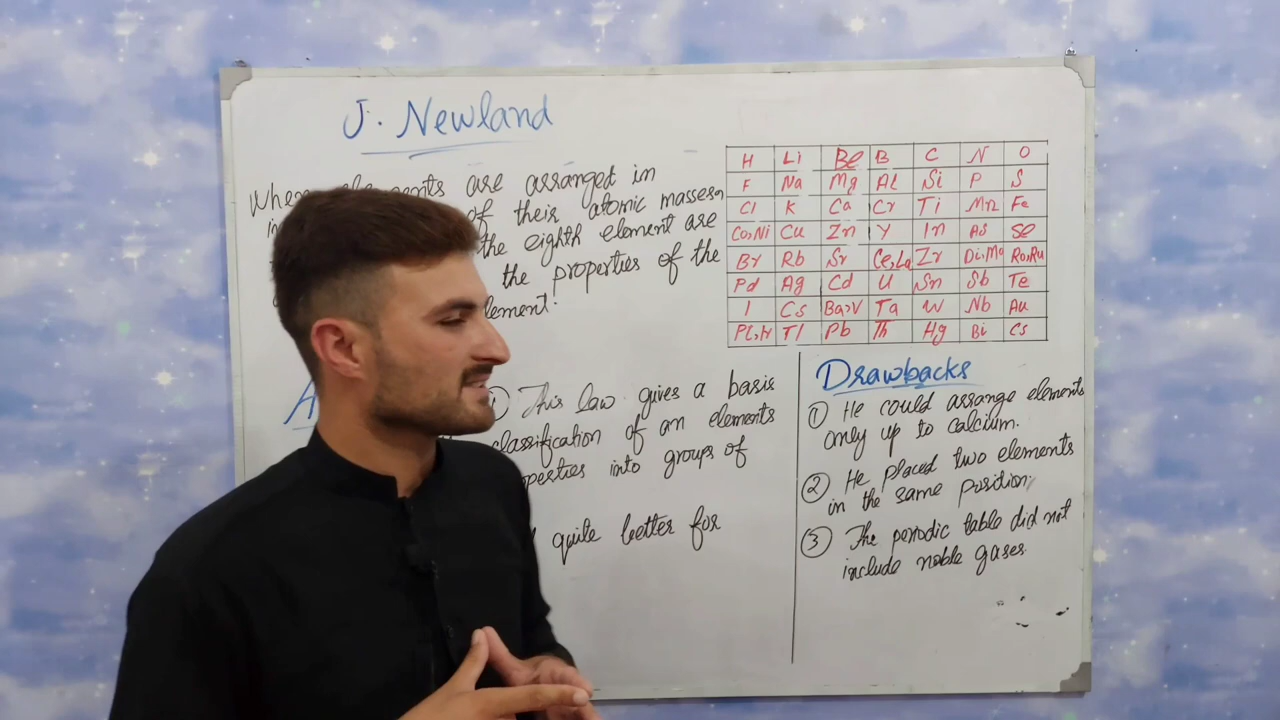 J. Newland
When elements are arranged in
of their atomic masses
the eighth element are
the properties of the
element.
H Li Be B C N O
F Na Mg Al Si P S
Cl K Ca Cr Ti Mn Fe
Co,Ni Cu Zn Y In As Se
Br Rb Sr Ce,La Zr Di,Mo Ro,Ru
Pd Ag Cd U Sn Sb Te
I Cs Ba,V Ta W Nb Au
Pt,Ir Tl Pb Th Hg Bi Cs
This law gives a basis
classification of an elements
into groups of
quite better for
Drawbacks
① He could arrange elements
only up to calcium.
② He placed two elements
in the same position.
③ The periodic table did not
include noble gases.